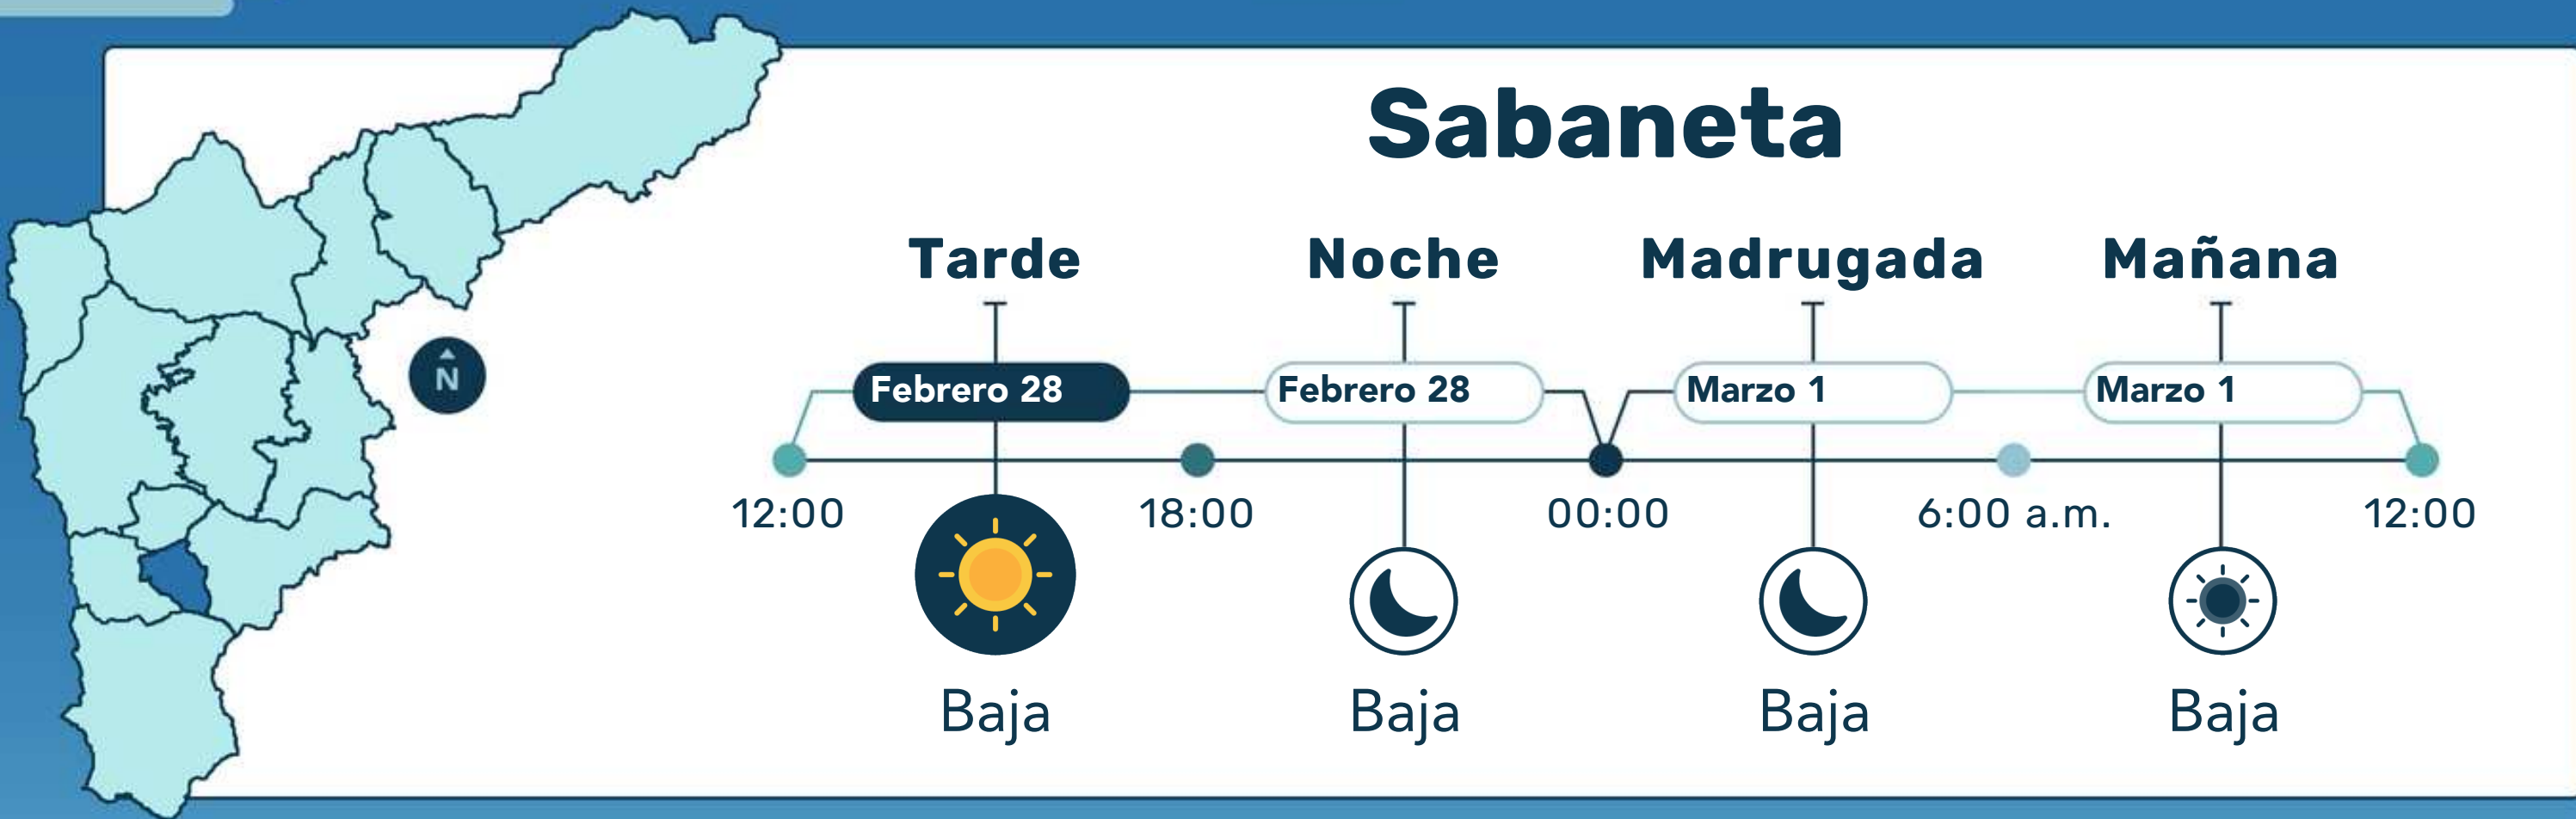 Sabaneta
Tarde Noche Madrugada Mañana
N
Febrero 28 Febrero 28 Marzo 1 Marzo 1
12:00 18:00 00:00 6:00 a.m. 12:00
Baja Baja Baja Baja